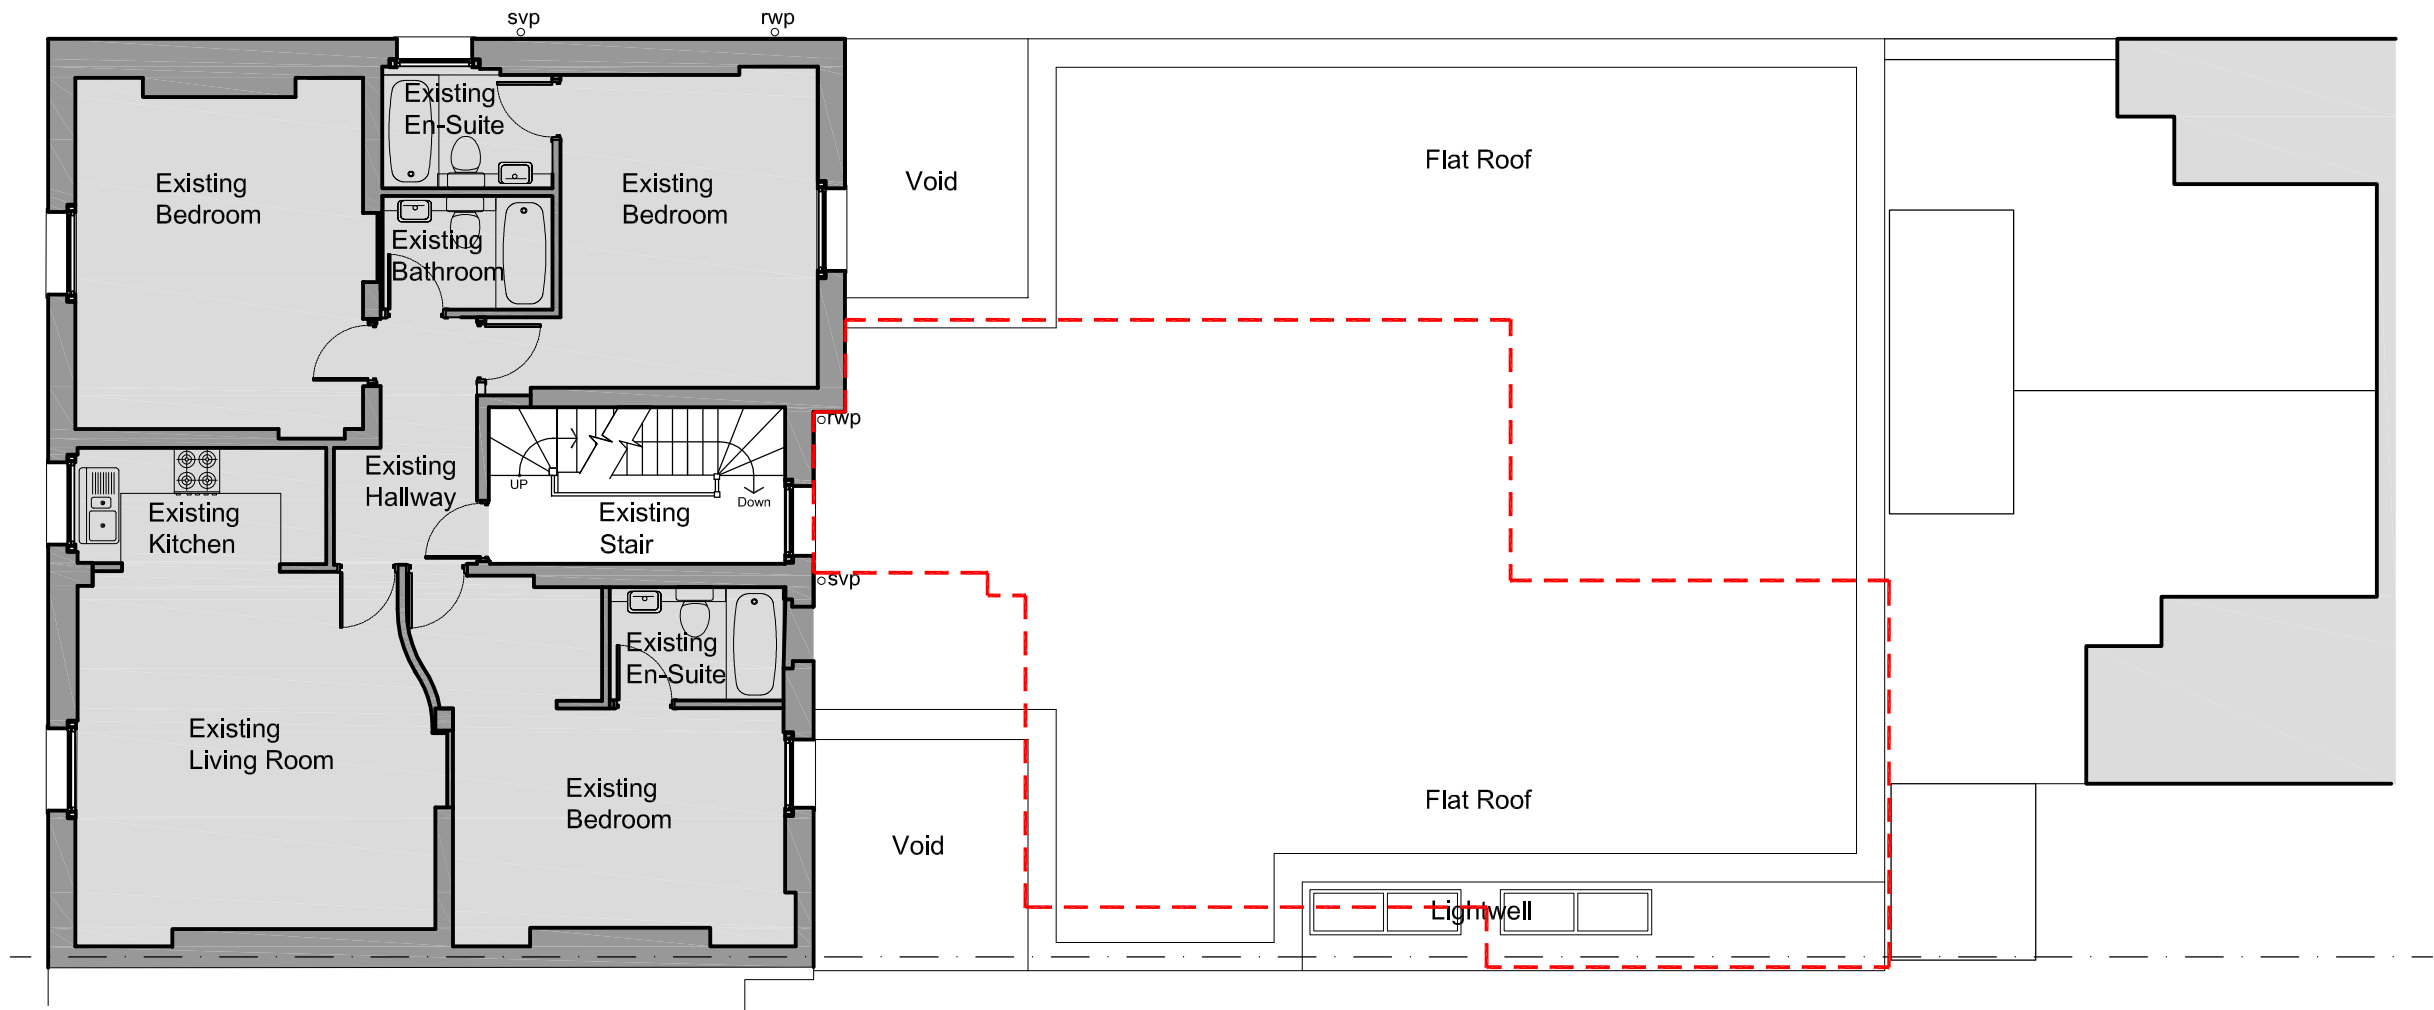 svp
rwp
Existing
En-Suite
Existing
Bedroom
Existing
Bedroom
Void
Flat Roof
Existing
Bathroom
rwp
Existing
Hallway
UP
Down
Existing
Kitchen
Existing
Stair
svp
Existing
En-Suite
Existing
Living Room
Existing
Bedroom
Flat Roof
Void
Lightwell